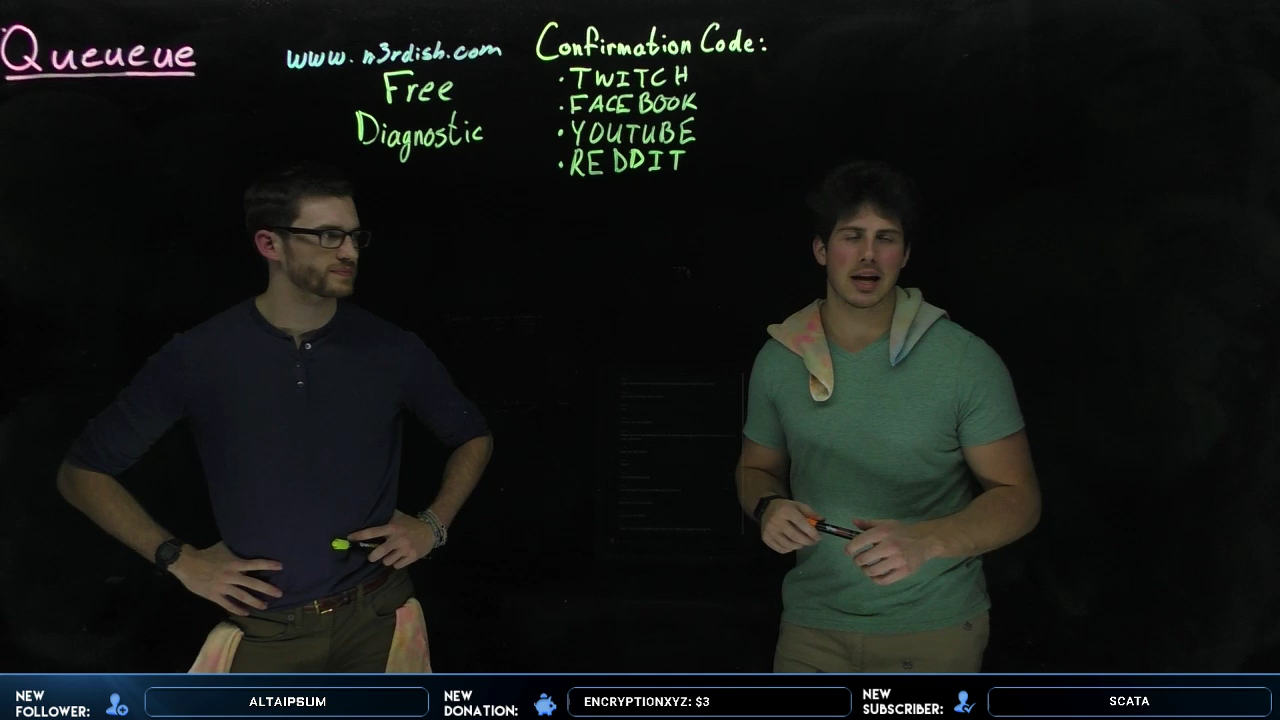 Queueue
www.n3rdish.com
Free
Diagnostic
Confirmation Code:
• TWITCH
• FACEBOOK
• YOUTUBE
• REDDIT
NEW FOLLOWER:
ALTAIPSUM
NEW DONATION:
ENCRYPTIONXYZ: $3
NEW SUBSCRIBER:
SCATA